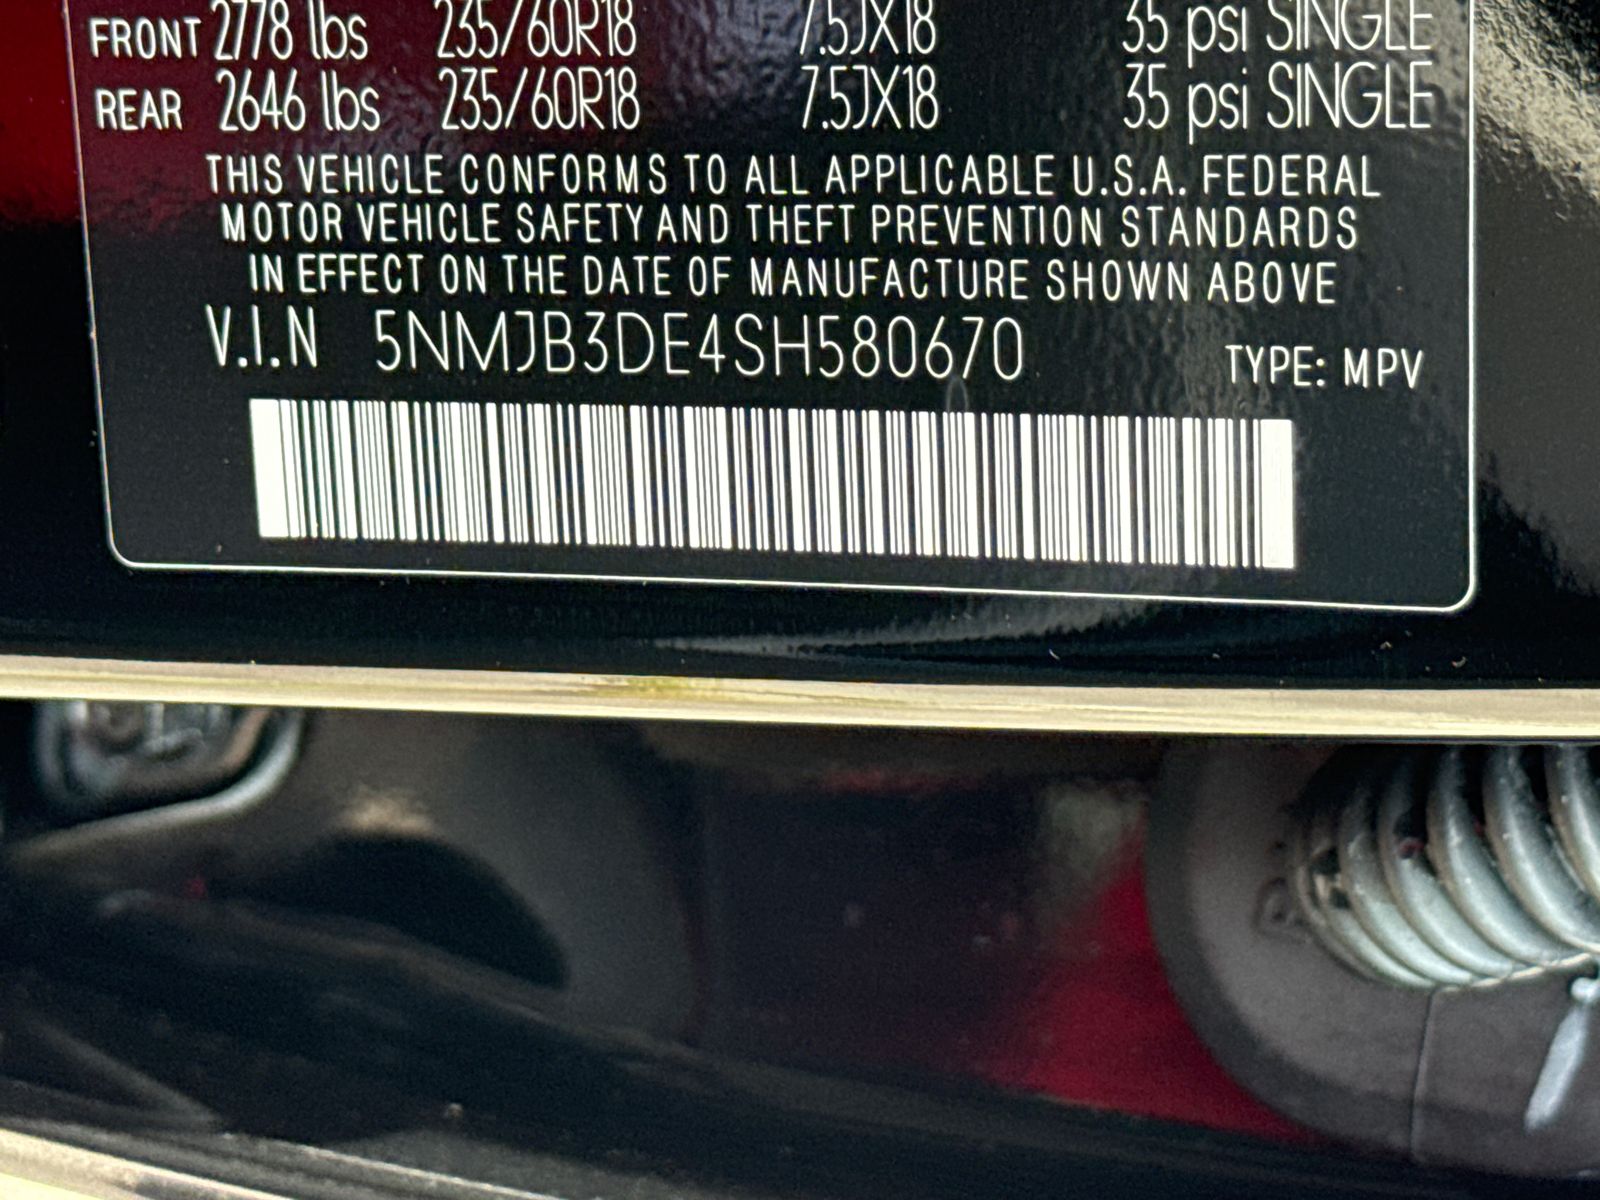 FRONT 2778 lbs 235/60R18 7.5JX18 35 psi SINGLE
REAR 2646 lbs 235/60R18 7.5JX18 35 psi SINGLE
THIS VEHICLE CONFORMS TO ALL APPLICABLE U.S.A. FEDERAL
MOTOR VEHICLE SAFETY AND THEFT PREVENTION STANDARDS
IN EFFECT ON THE DATE OF MANUFACTURE SHOWN ABOVE
V.I.N 5NMJB3DE4SH580670 TYPE: MPV